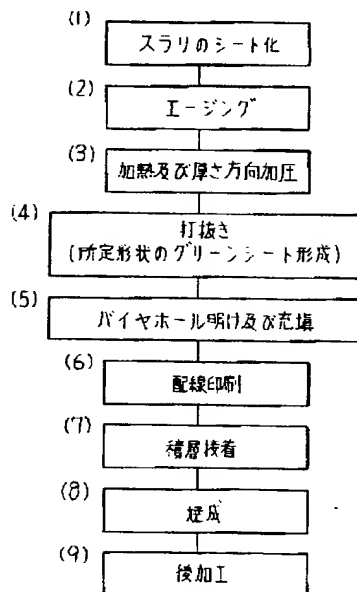 (1)
スラリのシート化
(2)
エージング
(3)
加熱及び厚さ方向加圧
(4)
打抜き
(所定形状のグリーンシート形成)
(5)
バイヤホール明け及び充填
(6)
配線印刷
(7)
積層接着
(8)
焼成
(9)
後加工